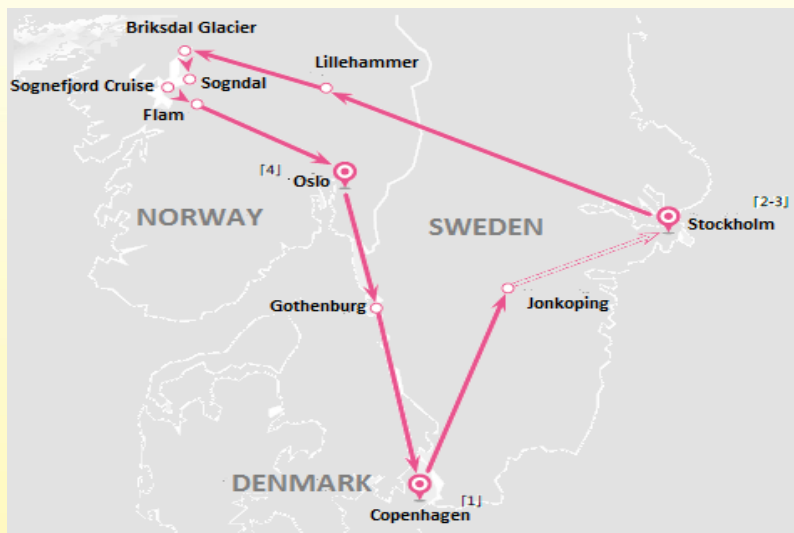 Briksdal Glacier
Lillehammer
Sognefjord Cruise
Sogndal
Flam
「4」
Oslo
NORWAY
SWEDEN
「2-3」
Stockholm
Gothenburg
Jonkoping
DENMARK
「1」
Copenhagen